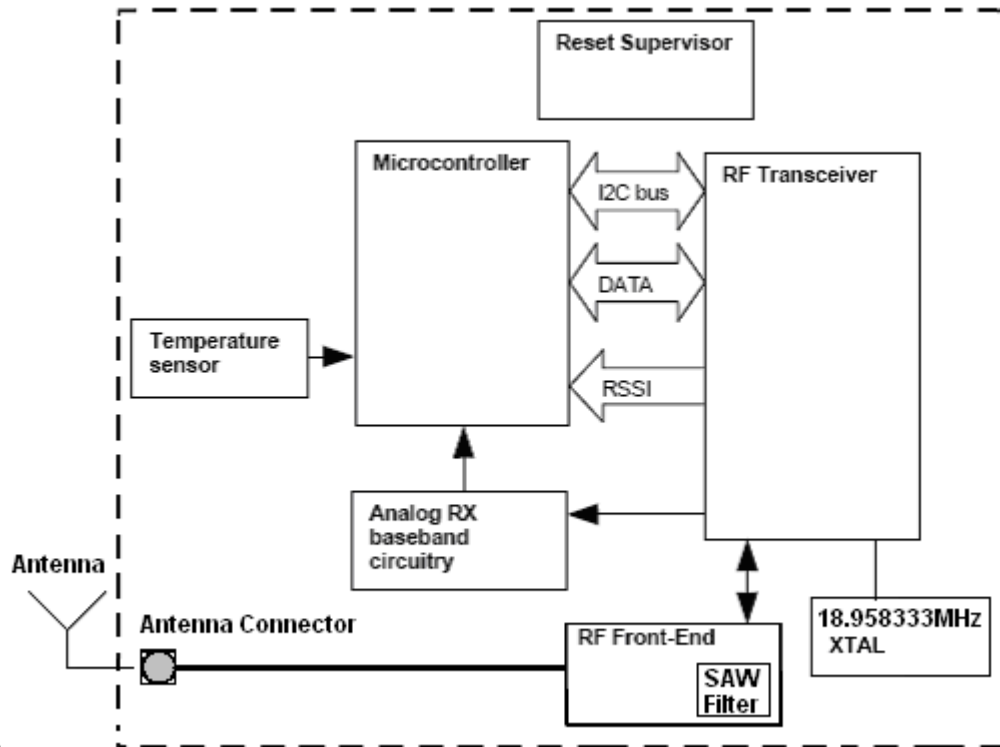 Reset Supervisor
Microcontroller
RF Transceiver
I2C bus
DATA
Temperature
sensor
RSSI
Analog RX
baseband
circuitry
Antenna
Antenna Connector
RF Front-End
SAW
Filter
18.958333MHz
XTAL